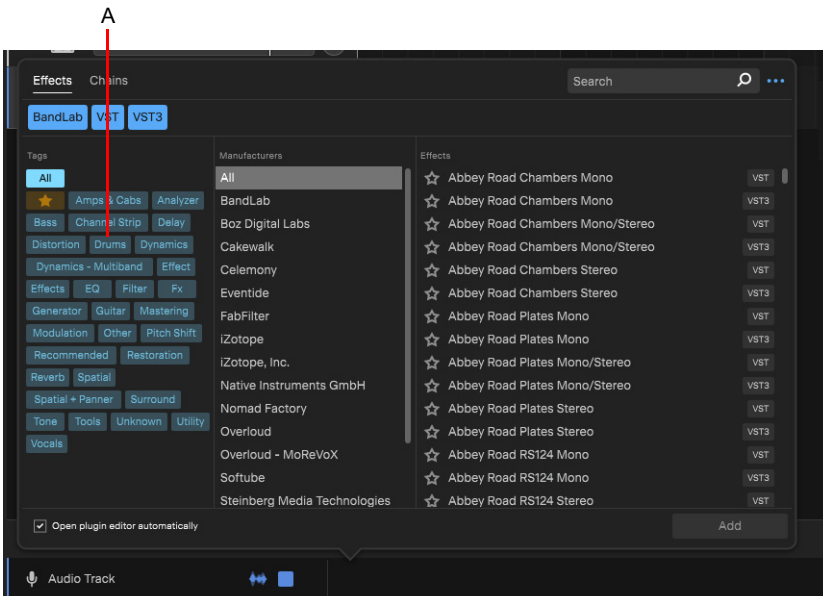 A
Effects Chains Search
BandLab VST VST3
Tags Manufacturers Effects
All All Abbey Road Chambers Mono VST
Amps & Cabs Analyzer BandLab Abbey Road Chambers Mono VST3
Bass Channel Strip Delay Boz Digital Labs Abbey Road Chambers Mono/Stereo VST
Distortion Drums Dynamics Cakewalk Abbey Road Chambers Mono/Stereo VST3
Dynamics - Multiband Effect Celemony Abbey Road Chambers Stereo VST
Effects EQ Filter Fx Eventide Abbey Road Chambers Stereo VST3
Generator Guitar Mastering FabFilter Abbey Road Plates Mono VST
Modulation Other Pitch Shift iZotope Abbey Road Plates Mono VST3
Recommended Restoration iZotope, Inc. Abbey Road Plates Mono/Stereo VST
Reverb Spatial Native Instruments GmbH Abbey Road Plates Mono/Stereo VST3
Spatial + Panner Surround Nomad Factory Abbey Road Plates Stereo VST
Tone Tools Unknown Utility Overloud Abbey Road Plates Stereo VST3
Vocals Overloud - MoReVoX Abbey Road RS124 Mono VST
Softube Abbey Road RS124 Mono VST3
Steinberg Media Technologies Abbey Road RS124 Stereo VST
Open plugin editor automatically Add
Audio Track